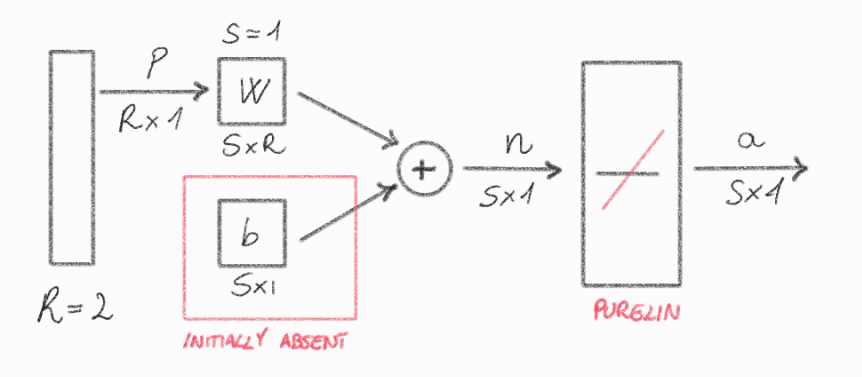 S=1
P
R×1
W
S×R
R=2
b
S×1
INITIALLY ABSENT
+
n
S×1
PURELIN
a
S×1